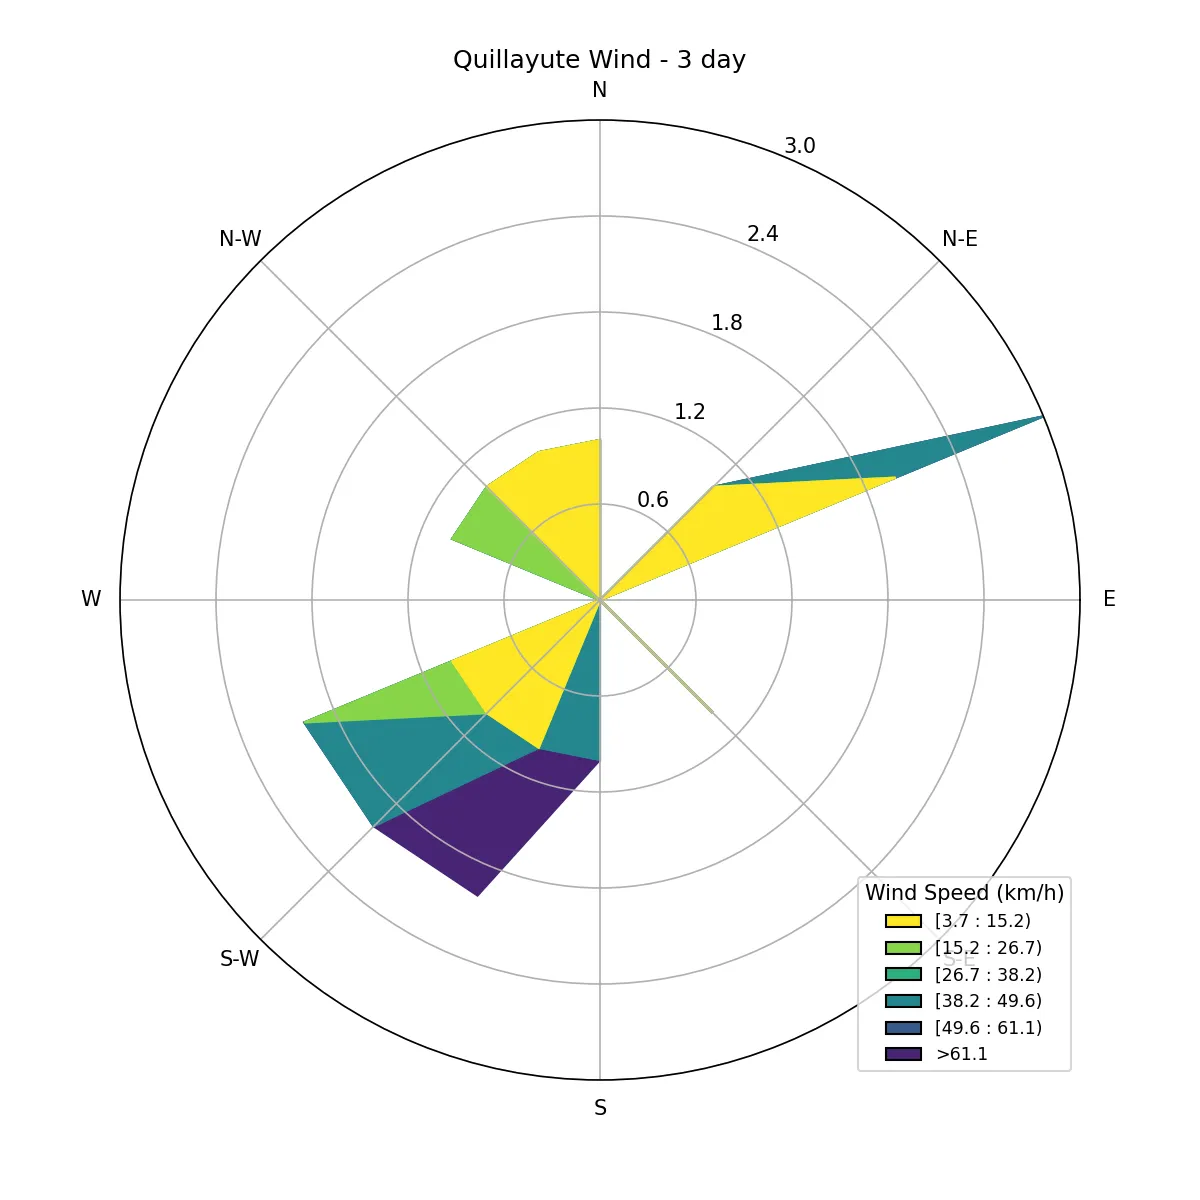 Quillayute Wind - 3 day
N
3.0
N-W
2.4
N-E
1.8
1.2
0.6
W
E
S-W
S-E
S
Wind Speed (km/h)
[3.7 : 15.2)
[15.2 : 26.7)
[26.7 : 38.2)
[38.2 : 49.6)
[49.6 : 61.1)
>61.1